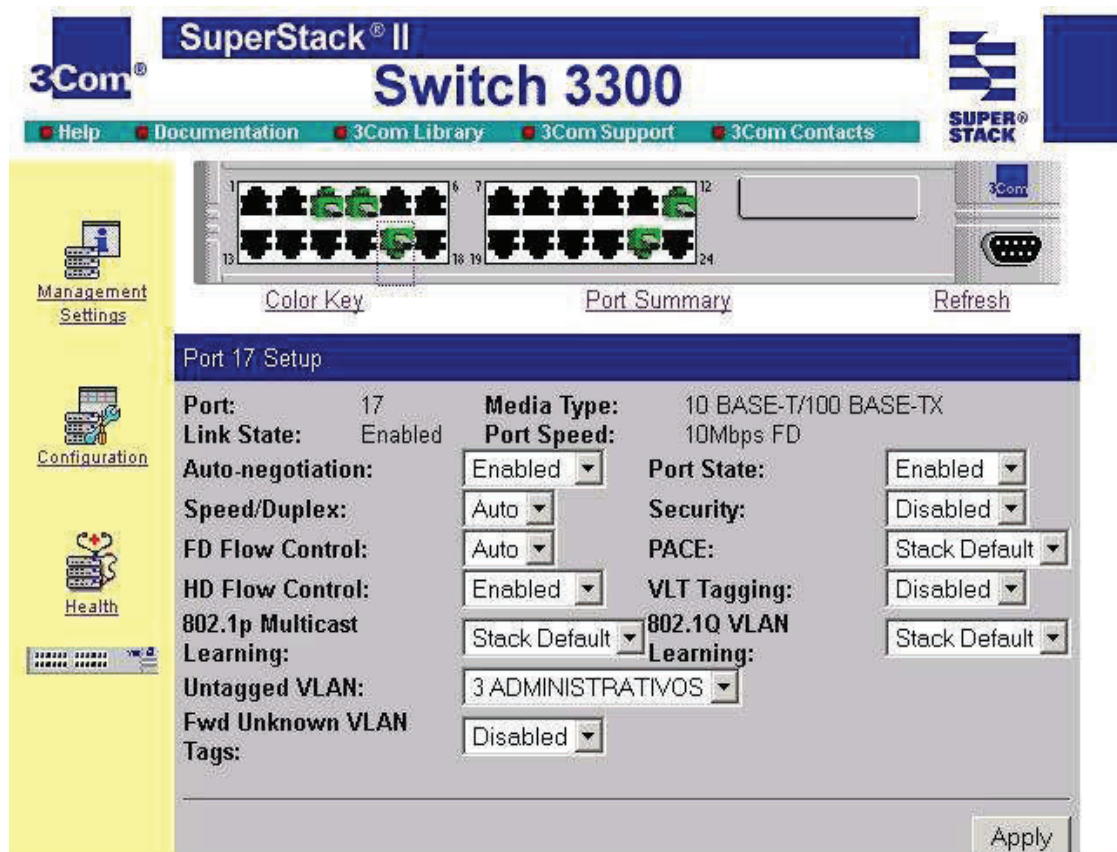 SuperStack® II
3Com®
Switch 3300
SUPER®
STACK
Help Documentation 3Com Library 3Com Support 3Com Contacts
1 6 7 12
3Com
13 18 19 24
Color Key Port Summary Refresh
Management
Settings
Configuration
Health
Port 17 Setup
Port: 17 Media Type: 10 BASE-T/100 BASE-TX
Link State: Enabled Port Speed: 10Mbps FD
Auto-negotiation: Enabled Port State: Enabled
Speed/Duplex: Auto Security: Disabled
FD Flow Control: Auto PACE: Stack Default
HD Flow Control: Enabled VLT Tagging: Disabled
802.1p Multicast Learning: Stack Default 802.1Q VLAN Learning: Stack Default
Untagged VLAN: 3 ADMINISTRATIVOS
Fwd Unknown VLAN Tags: Disabled
Apply